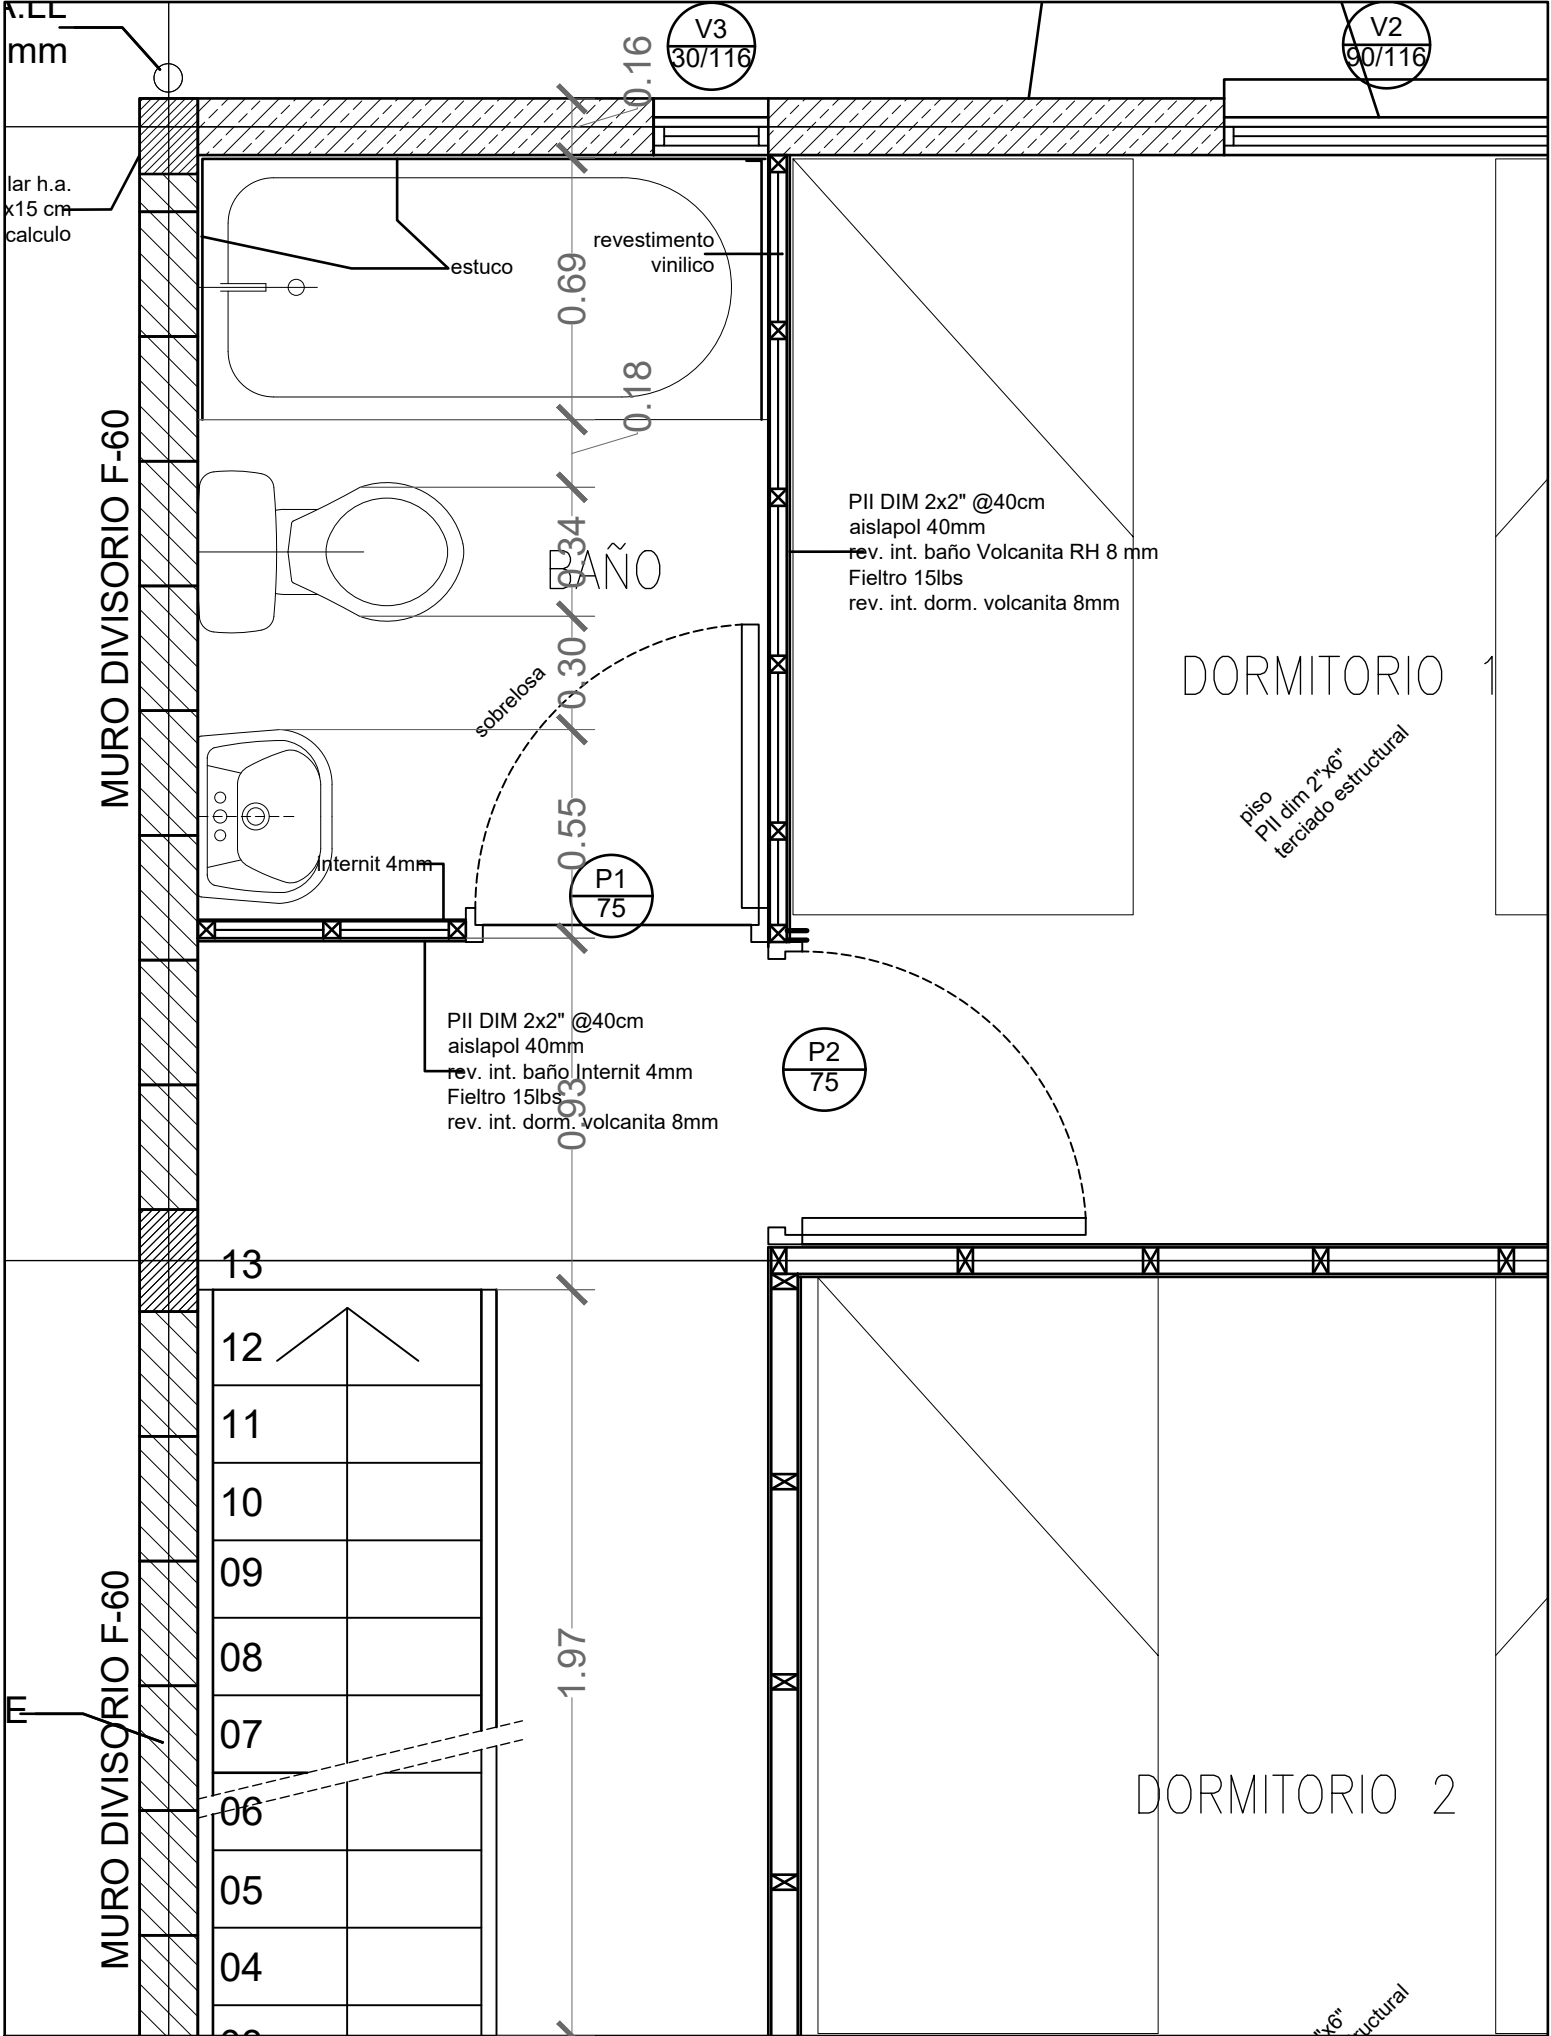 mm
V3
30/116
V2
90/116
0.16
lar h.a.
x15 cm
calculo
estuco
revestimento
vinilico
0.69
0.18
MURO DIVISORIO F-60
PII DIM 2x2" @40cm
aislapol 40mm
rev. int. baño Volcanita RH 8 mm
Fieltro 15lbs
rev. int. dorm. volcanita 8mm
0.34
BAÑO
0.30
sobrelosa
DORMITORIO 1
piso
PII dim 2"x6"
terciado estructural
0.55
Internit 4mm
P1
75
PII DIM 2x2" @40cm
aislapol 40mm
rev. int. baño Internit 4mm
Fieltro 15lbs
rev. int. dorm. volcanita 8mm
0.93
P2
75
13
12
11
10
09
08
07
06
05
04
1.97
MURO DIVISORIO F-60
E
DORMITORIO 2
"x6"
uctural